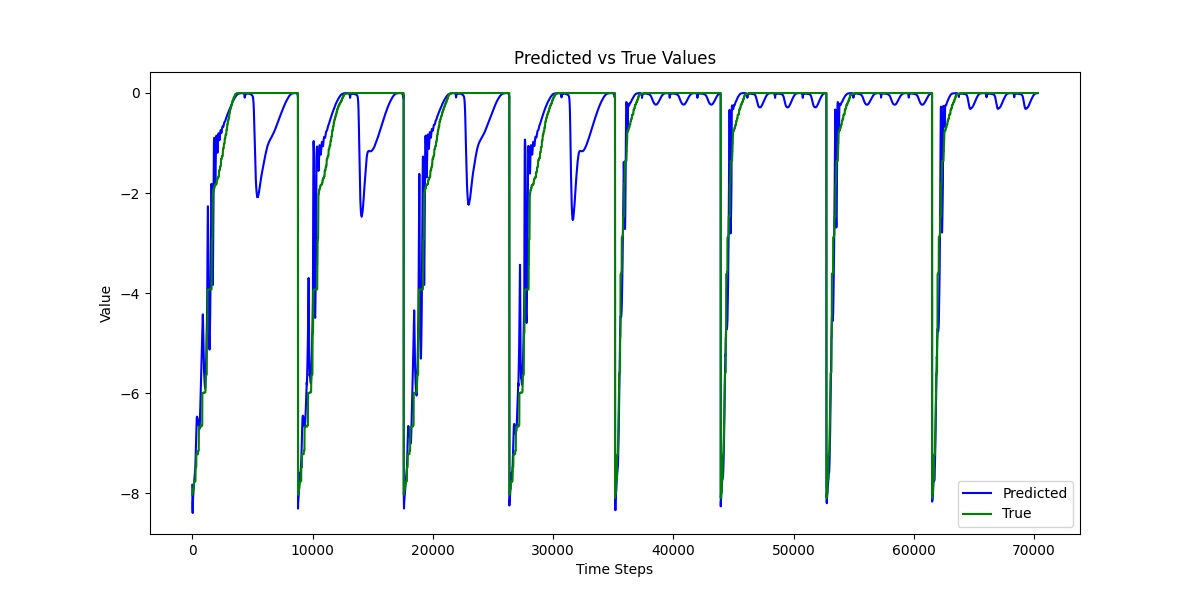 Predicted vs True Values
Value
0
−2
−4
−6
−8
Predicted
True
0 10000 20000 30000 40000 50000 60000 70000
Time Steps